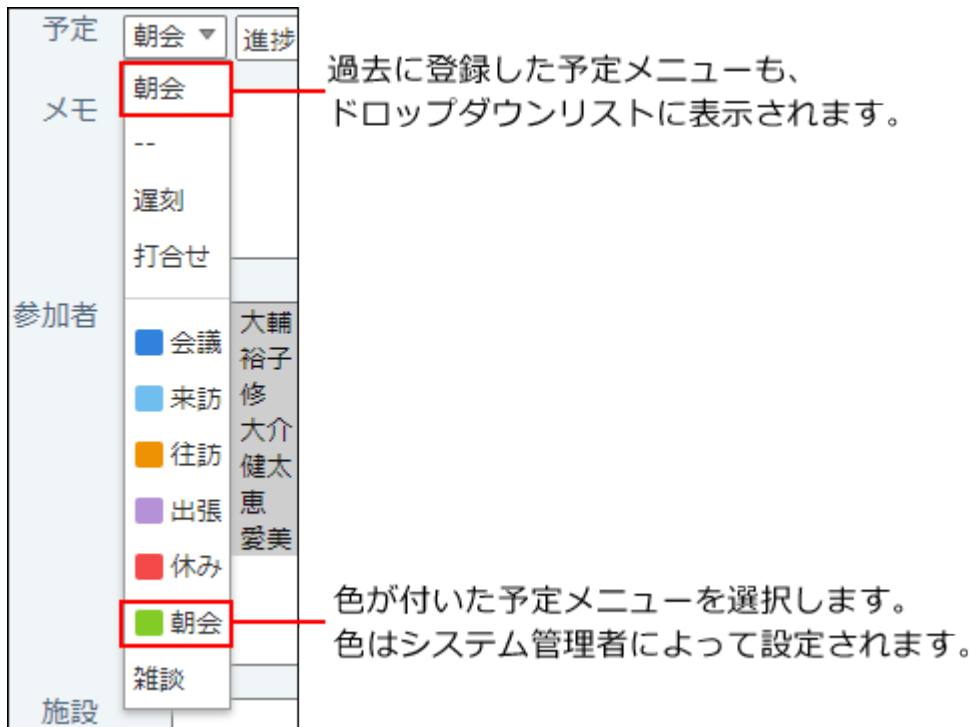 予定
朝会 ▼
進捗
朝会
過去に登録した予定メニューも、
ドロップダウンリストに表示されます。
メモ
--
遅刻
打合せ
参加者
会議
来訪
往訪
出張
休み
朝会
雑談
大輔
裕子
修
大介
健太
恵
愛美
色が付いた予定メニューを選択します。
色はシステム管理者によって設定されます。
施設